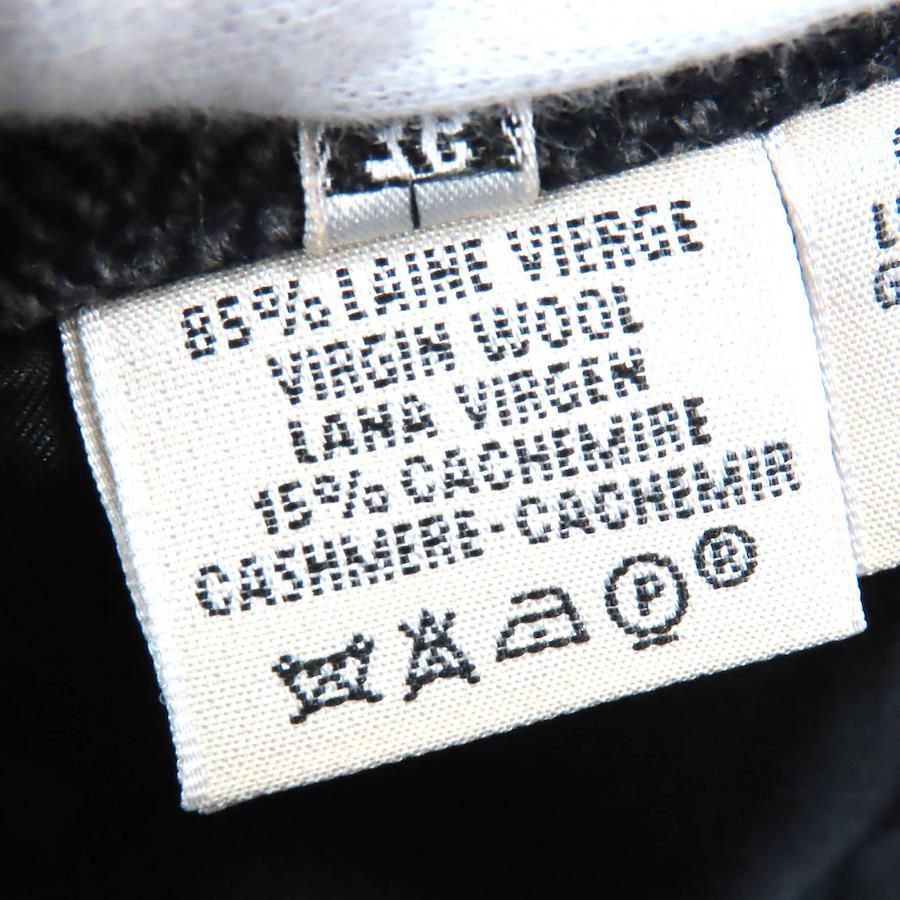 85% LAINE VIERGE
VIRGIN WOOL
LANA VIRGEN
15% CACHEMIRE
CASHMERE-CACHEMIR
P ®